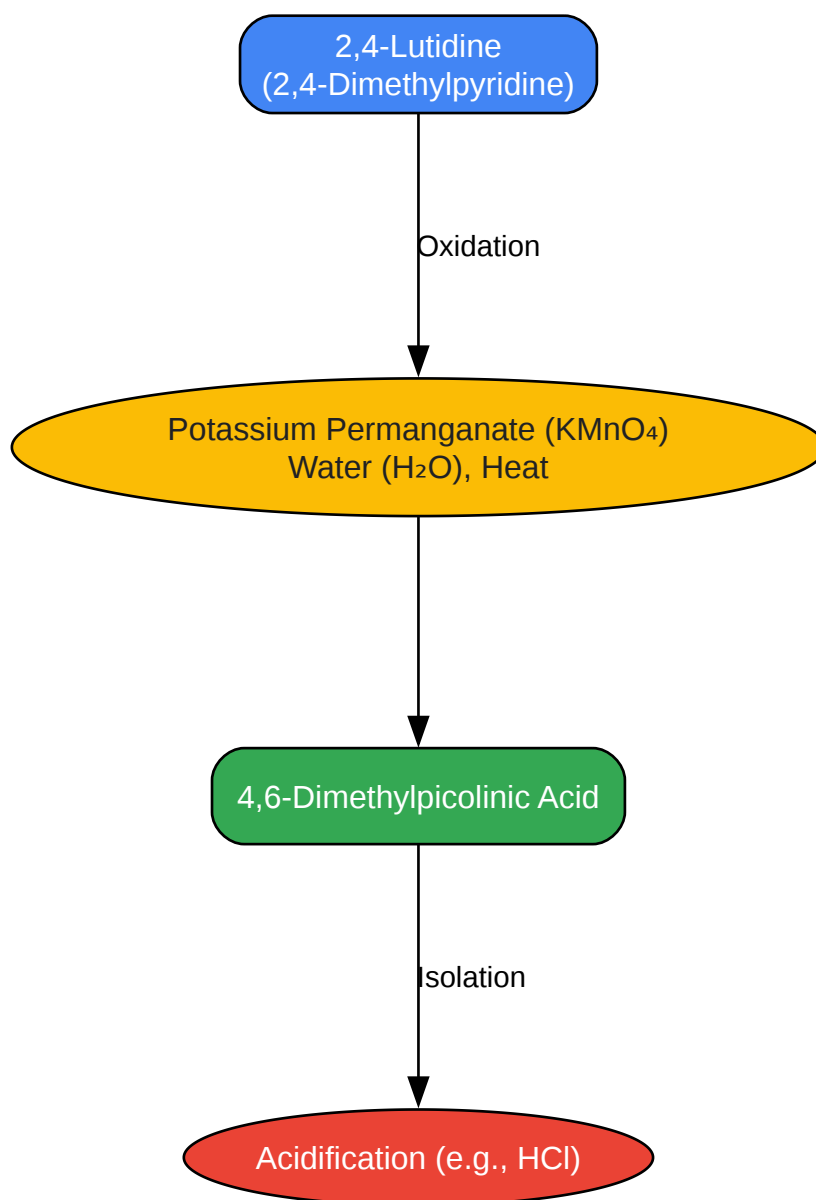 2,4-Lutidine
(2,4-Dimethylpyridine)
Oxidation
Potassium Permanganate (KMnO₄)
Water (H₂O), Heat
4,6-Dimethylpicolinic Acid
Isolation
Acidification (e.g., HCl)